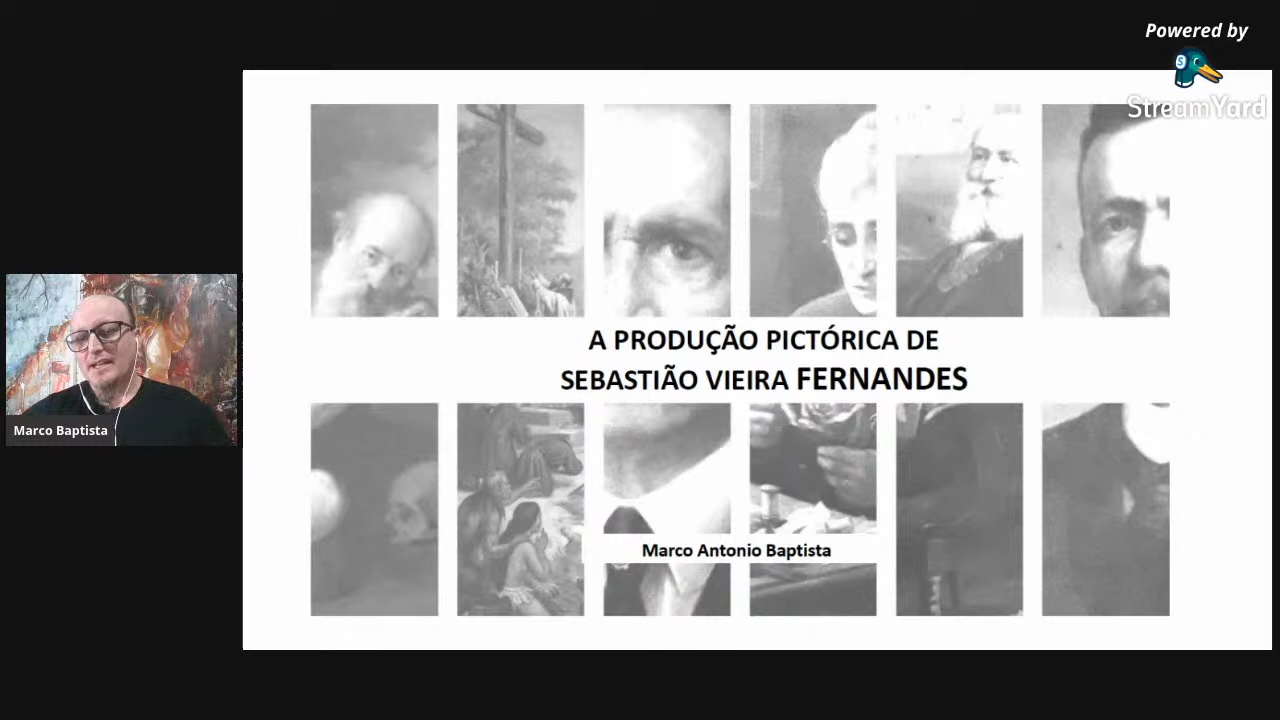 Powered by
StreamYard
A PRODUÇÃO PICTÓRICA DE
SEBASTIÃO VIEIRA FERNANDES
Marco Baptista
Marco Antonio Baptista